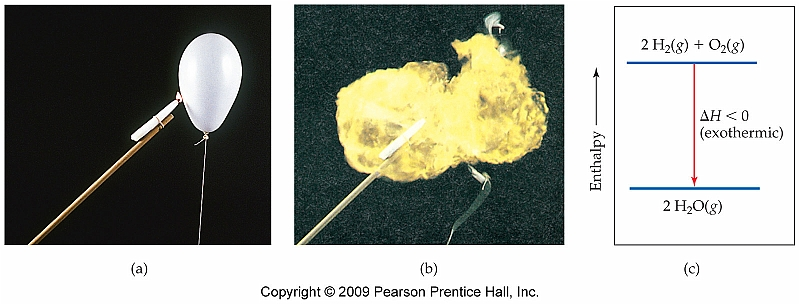 2 H₂(g) + O₂(g)
Enthalpy
ΔH < 0
(exothermic)
2 H₂O(g)
(a)
(b)
(c)
Copyright © 2009 Pearson Prentice Hall, Inc.